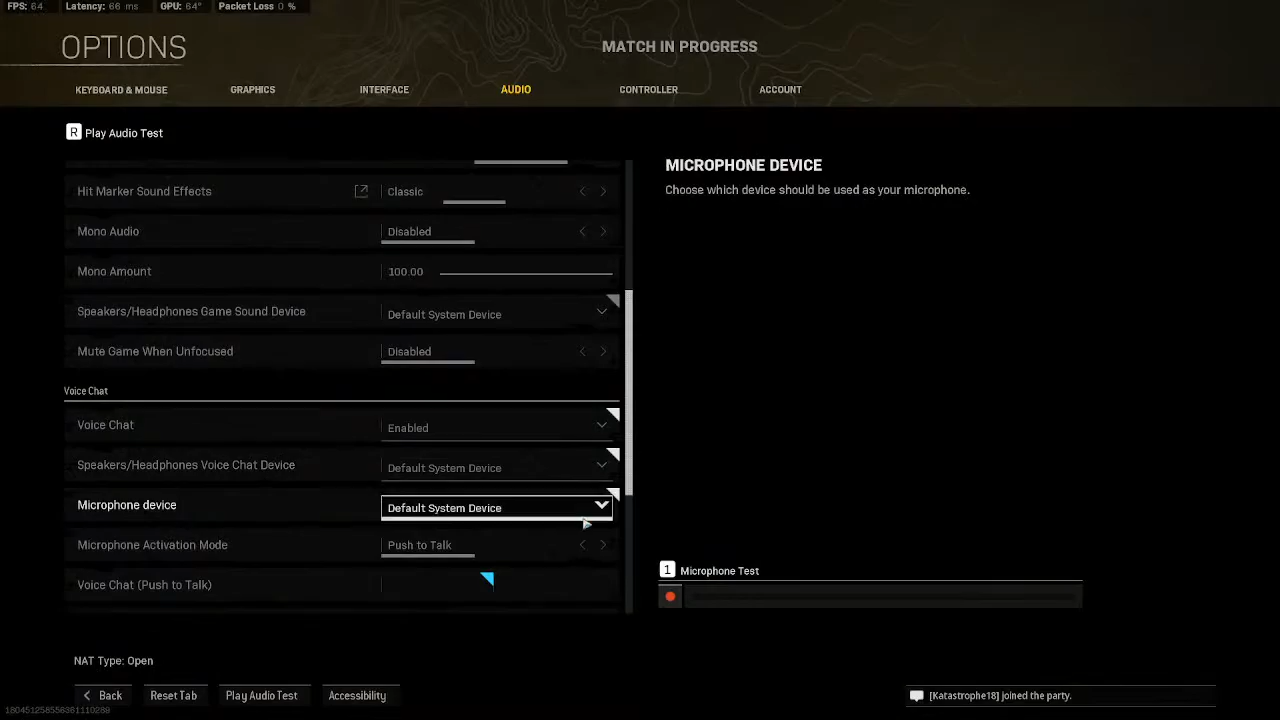 FPS: 64 Latency: 66 ms GPU: 64° Packet Loss 0 %
OPTIONS
MATCH IN PROGRESS
KEYBOARD & MOUSE GRAPHICS INTERFACE AUDIO CONTROLLER ACCOUNT
R Play Audio Test
MICROPHONE DEVICE
Choose which device should be used as your microphone.
Hit Marker Sound Effects Classic
Mono Audio Disabled
Mono Amount 100.00
Speakers/Headphones Game Sound Device Default System Device
Mute Game When Unfocused Disabled
Voice Chat
Voice Chat Enabled
Speakers/Headphones Voice Chat Device Default System Device
Microphone device Default System Device
Microphone Activation Mode Push to Talk
1 Microphone Test
Voice Chat (Push to Talk)
NAT Type: Open
Back Reset Tab Play Audio Test Accessibility
[Katastrophe18] joined the party.